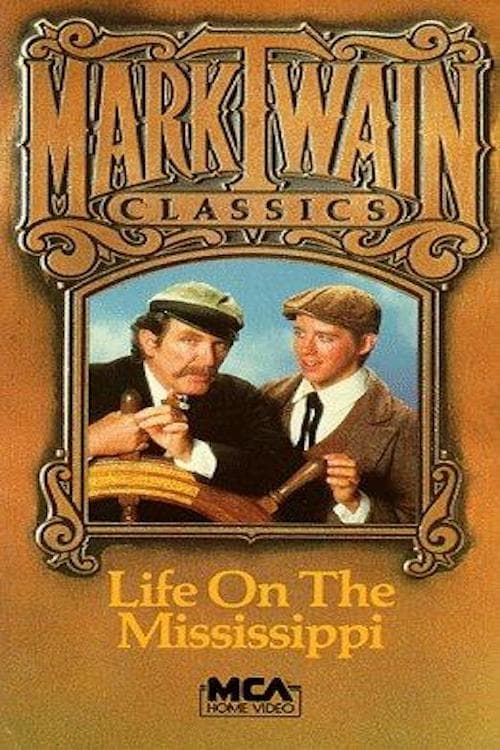 MARK TWAIN
CLASSICS
Life On The
Mississippi
MCA
HOME VIDEO